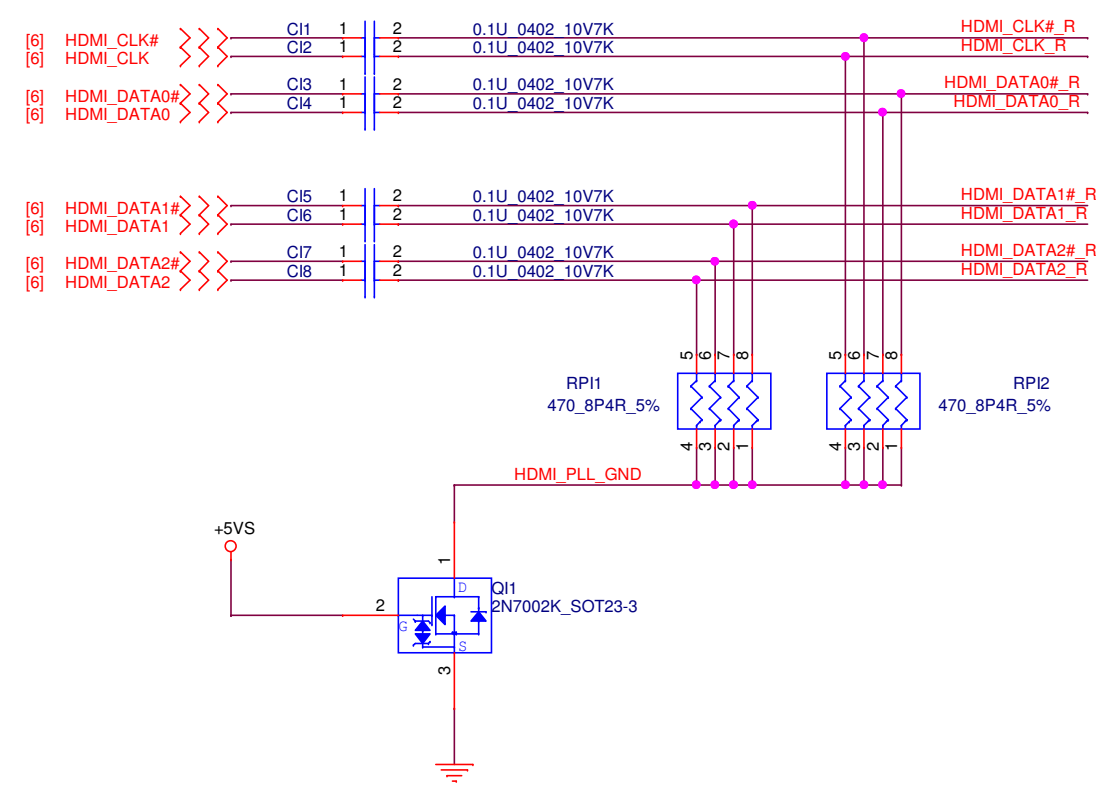 CI1 1 2 0.1U_0402_10V7K HDMI_CLK#_R
[6] HDMI_CLK#
CI2 1 2 0.1U_0402_10V7K HDMI_CLK_R
[6] HDMI_CLK
CI3 1 2 0.1U_0402_10V7K HDMI_DATA0#_R
[6] HDMI_DATA0#
CI4 1 2 0.1U_0402_10V7K HDMI_DATA0_R
[6] HDMI_DATA0
CI5 1 2 0.1U_0402_10V7K HDMI_DATA1#_R
[6] HDMI_DATA1#
CI6 1 2 0.1U_0402_10V7K HDMI_DATA1_R
[6] HDMI_DATA1
CI7 1 2 0.1U_0402_10V7K HDMI_DATA2#_R
[6] HDMI_DATA2#
CI8 1 2 0.1U_0402_10V7K HDMI_DATA2_R
[6] HDMI_DATA2
5 6 7 8 5 6 7 8
RPI1 RPI2
470_8P4R_5% 470_8P4R_5%
4 3 2 1 4 3 2 1
HDMI_PLL_GND
+5VS
1
D QI1
2 2N7002K_SOT23-3
G
S
3